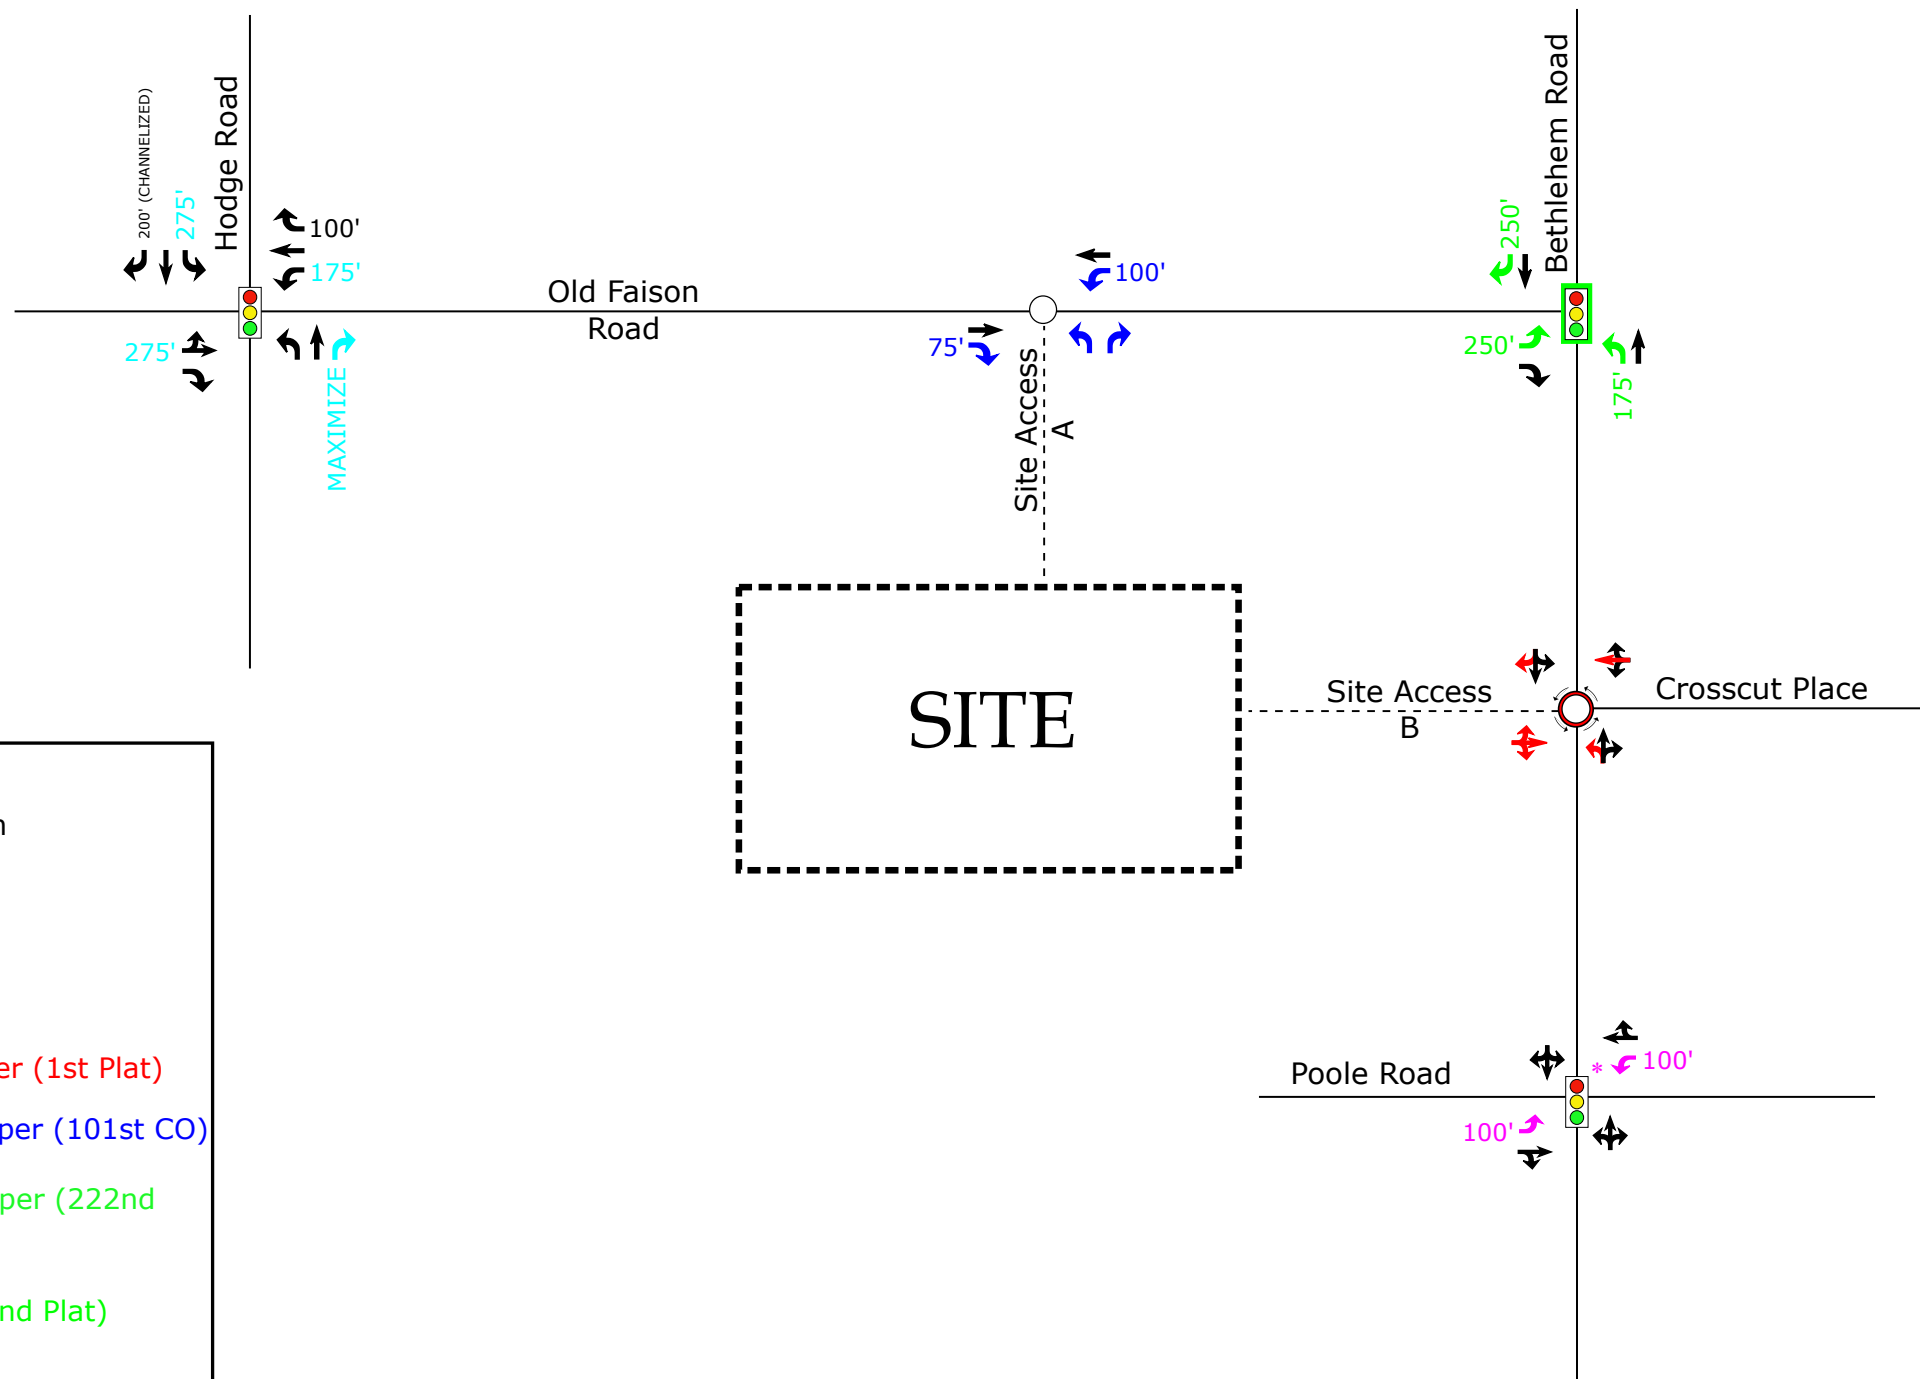 200' (CHANNELIZED)
275'
Hodge Road
100'
175'
275'
MAXIMIZE
Old Faison
Road
100'
75'
Site Access
A
Bethlehem Road
250'
250'
175'
SITE
Site Access
B
Crosscut Place
Poole Road
* 100'
100'
er (1st Plat)
per (101st CO)
per (222nd
nd Plat)